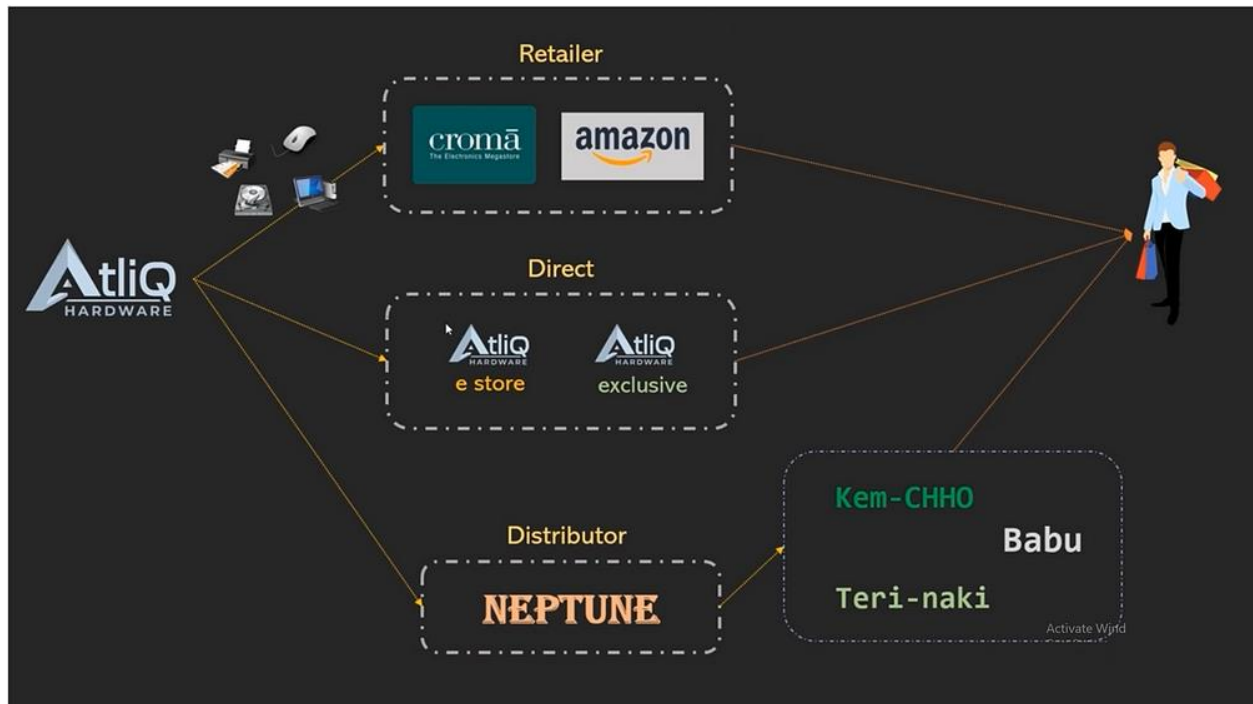 Retailer
cromā
The Electronics Megastore
amazon
AtliQ
HARDWARE
Direct
AtliQ
HARDWARE
e store
AtliQ
HARDWARE
exclusive
Distributor
NEPTUNE
Kem-CHHO
Babu
Teri-naki
Activate Wind